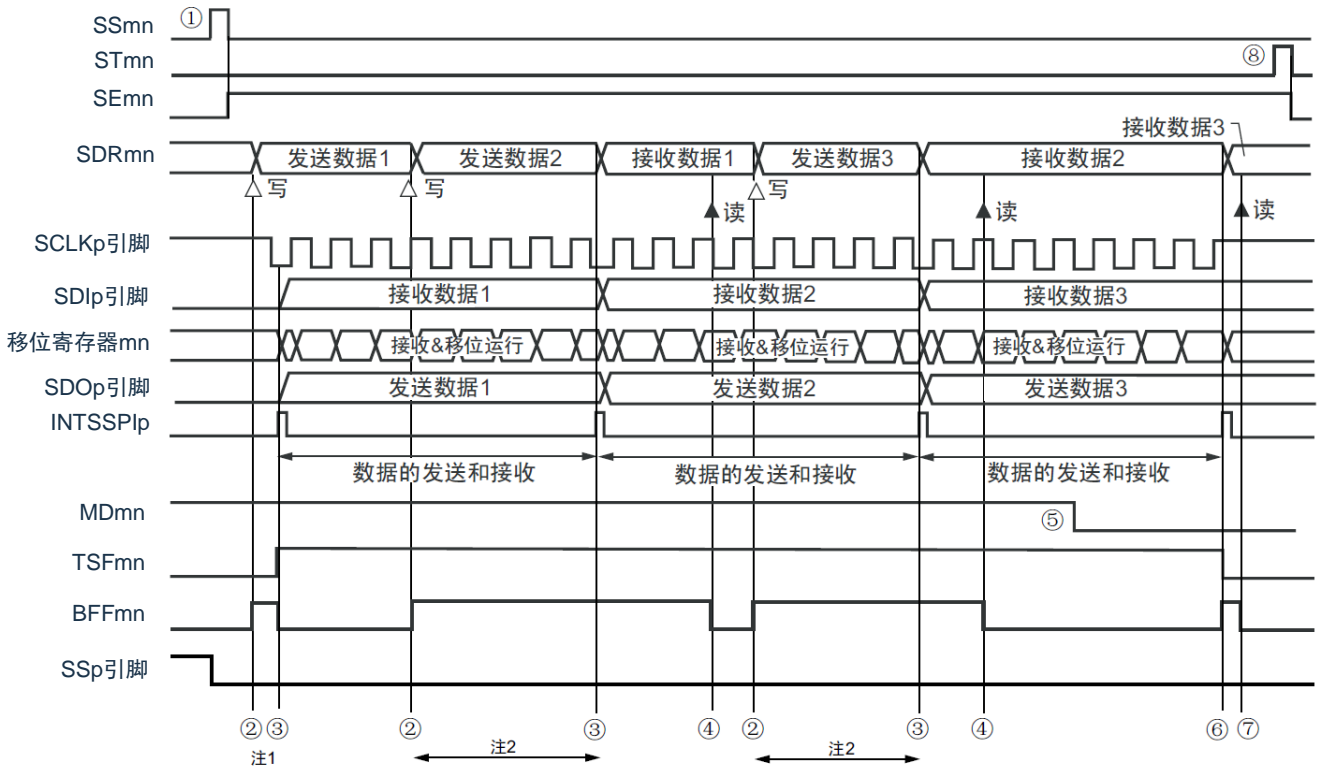 SSmn ①
STmn ⑧
SEmn
接收数据3
SDRmn 发送数据1 发送数据2 接收数据1 发送数据3 接收数据2
写 写 读 写 读 读
SCLKp引脚
SDIp引脚 接收数据1 接收数据2 接收数据3
移位寄存器mn 接收&移位运行 接收&移位运行 接收&移位运行
SDOp引脚 发送数据1 发送数据2 发送数据3
INTSSPIp
数据的发送和接收 数据的发送和接收 数据的发送和接收
MDmn ⑤
TSFmn
BFFmn
SSp引脚
② ③ ② ③ ④ ② ③ ④ ⑥ ⑦
注1 注2 注2